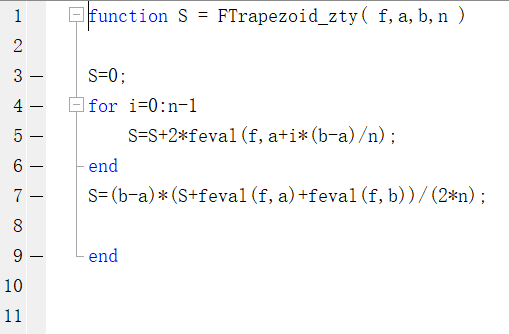 1 function S = FTrapezoid_zty( f,a,b,n )
2
3 S=0;
4 for i=0:n-1
5 S=S+2*feval(f,a+i*(b-a)/n);
6 end
7 S=(b-a)*(S+feval(f,a)+feval(f,b))/(2*n);
8
9 end
10
11